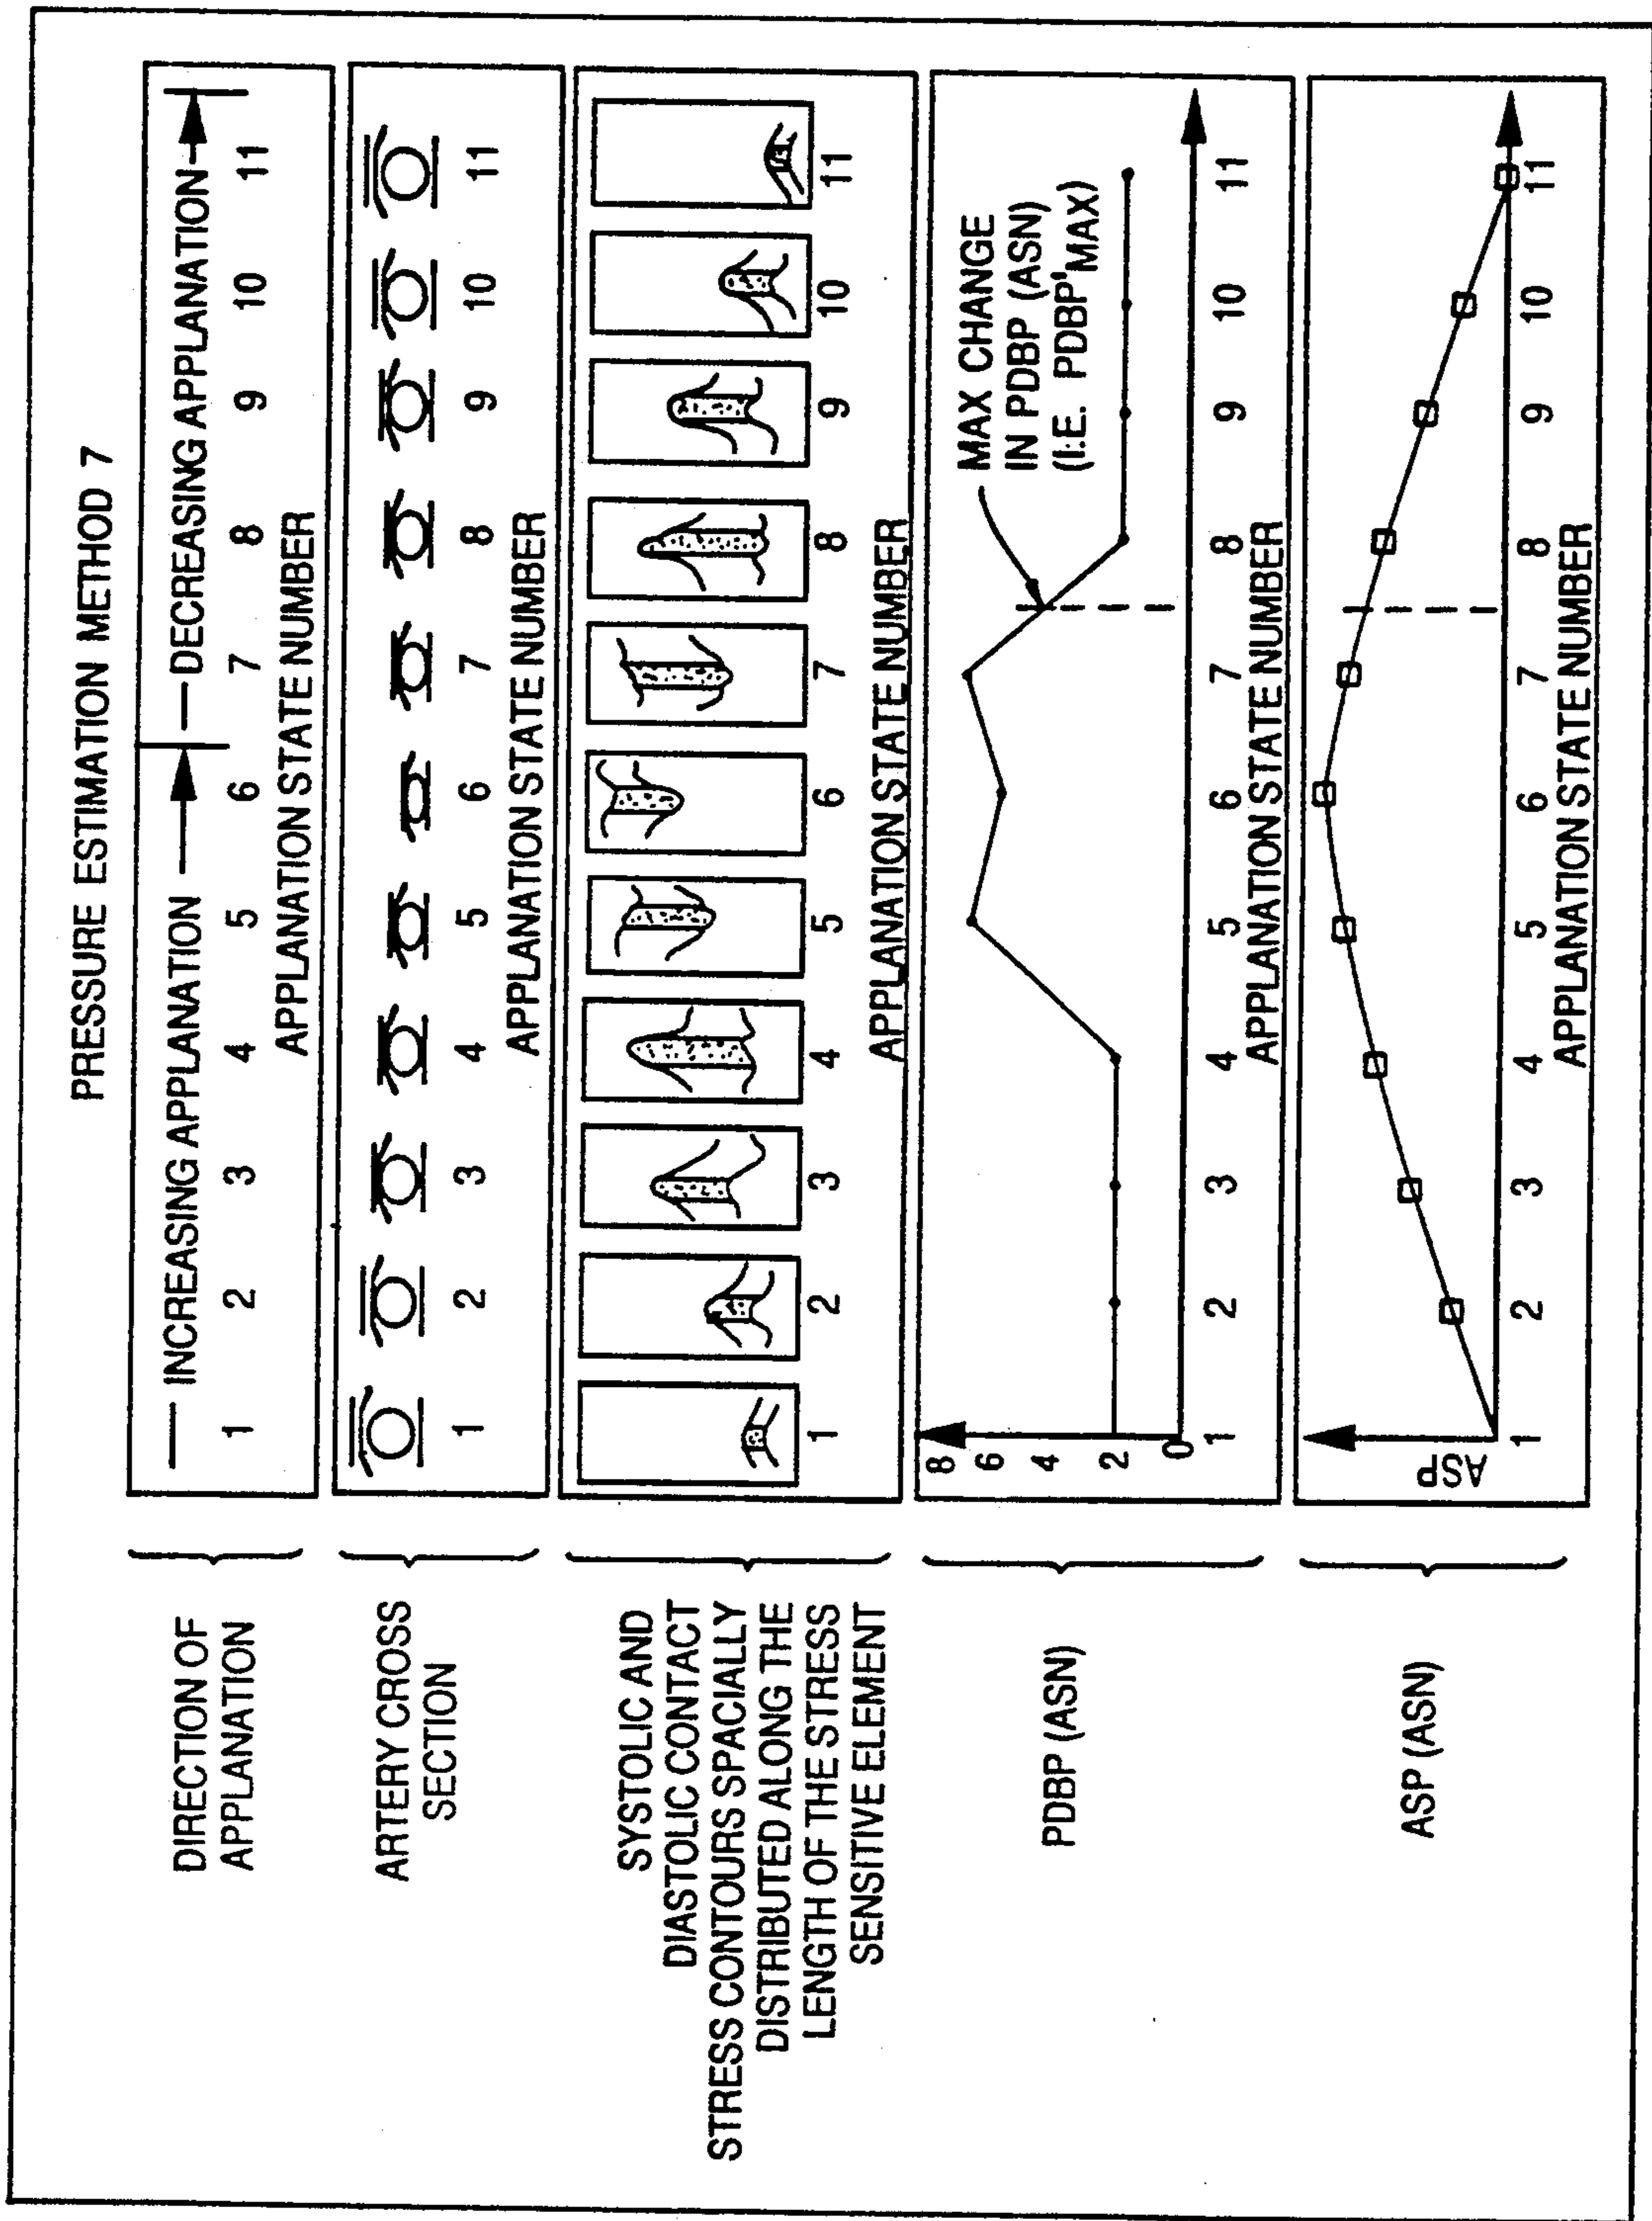 PRESSURE ESTIMATION METHOD 7
DIRECTION OF
APPLANATION
INCREASING APPLANATION
DECREASING APPLANATION
1 2 3 4 5 6 7 8 9 10 11
APPLANATION STATE NUMBER
ARTERY CROSS
SECTION
1 2 3 4 5 6 7 8 9 10 11
APPLANATION STATE NUMBER
SYSTOLIC AND
DIASTOLIC CONTACT
STRESS CONTOURS SPACIALLY
DISTRIBUTED ALONG THE
LENGTH OF THE STRESS
SENSITIVE ELEMENT
1 2 3 4 5 6 7 8 9 10 11
APPLANATION STATE NUMBER
PDBP (ASN)
8
6
4
2
0
MAX CHANGE
IN PDBP (ASN)
(I:E. PDBP'MAX)
1 2 3 4 5 6 7 8 9 10 11
APPLANATION STATE NUMBER
ASP (ASN)
ASP
1 2 3 4 5 6 7 8 9 10 11
APPLANATION STATE NUMBER